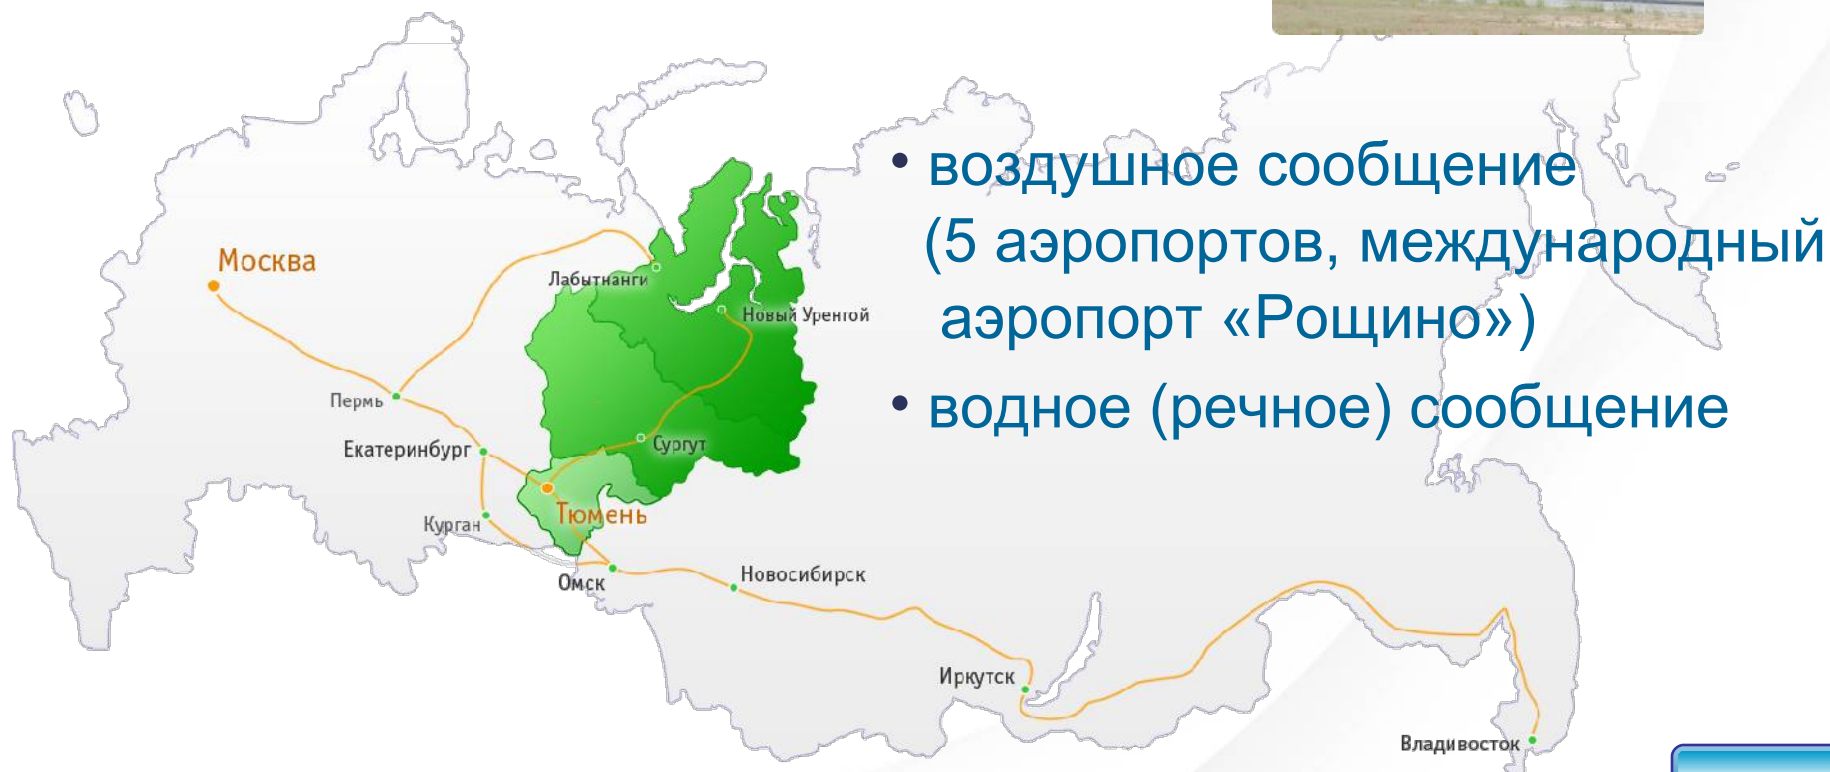 • воздушное сообщение
(5 аэропортов, международный
аэропорт «Рощино»)
• водное (речное) сообщение
Москва
Лабытнанги
Новый Уренгой
Пермь
Екатеринбург
Сургут
Курган
Тюмень
Омск
Новосибирск
Иркутск
Владивосток